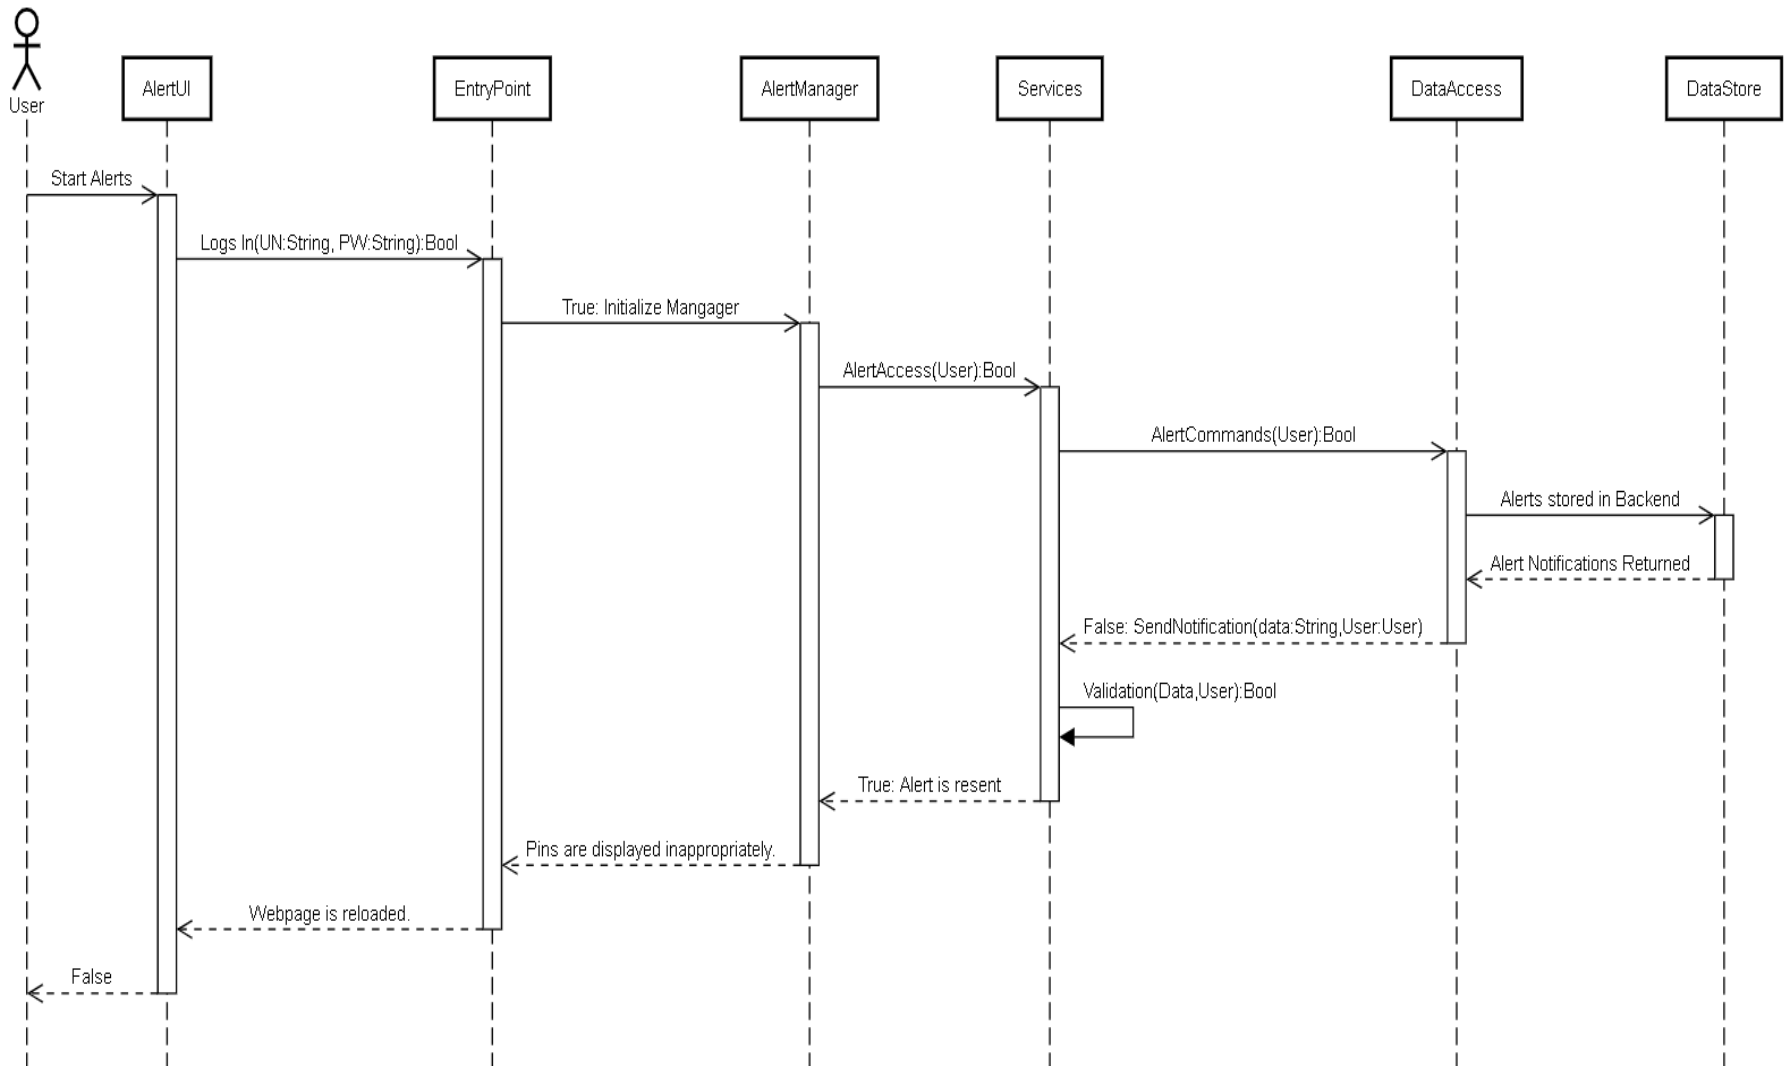 User
AlertUI
EntryPoint
AlertManager
Services
DataAccess
DataStore
Start Alerts
Logs In(UN:String, PW:String):Bool
True: Initialize Mangager
AlertAccess(User):Bool
AlertCommands(User):Bool
Alerts stored in Backend
Alert Notifications Returned
False: SendNotification(data:String,User:User)
Validation(Data,User):Bool
True: Alert is resent
Pins are displayed inappropriately.
Webpage is reloaded.
False